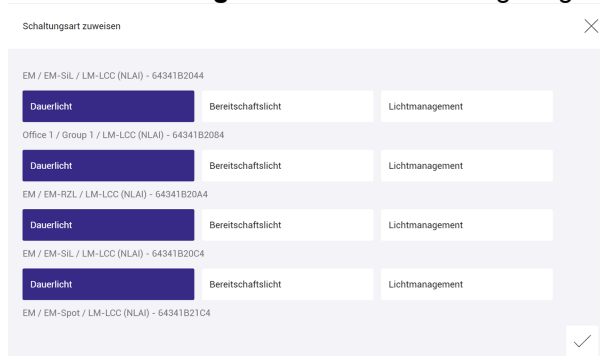 Schaltungsart zuweisen
EM / EM-SiL / LM-LCC (NLAI) - 64341B2044
Dauerlicht Bereitschaftslicht Lichtmanagement
Office 1 / Group 1 / LM-LCC (NLAI) - 64341B2084
Dauerlicht Bereitschaftslicht Lichtmanagement
EM / EM-RZL / LM-LCC (NLAI) - 64341B20A4
Dauerlicht Bereitschaftslicht Lichtmanagement
EM / EM-SiL / LM-LCC (NLAI) - 64341B20C4
Dauerlicht Bereitschaftslicht Lichtmanagement
EM / EM-Spot / LM-LCC (NLAI) - 64341B21C4